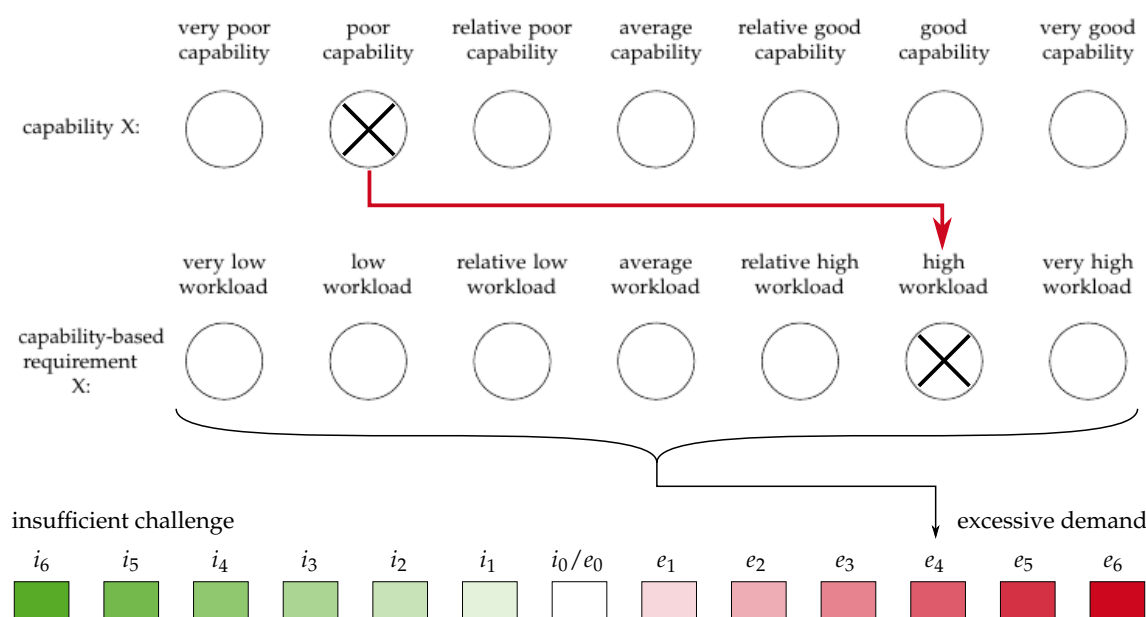 very poor capability
poor capability
relative poor capability
average capability
relative good capability
good capability
very good capability
capability X:
very low workload
low workload
relative low workload
average workload
relative high workload
high workload
very high workload
capability-based
requirement
X:
insufficient challenge
excessive demand
i6 i5 i4 i3 i2 i1 i0/e0 e1 e2 e3 e4 e5 e6